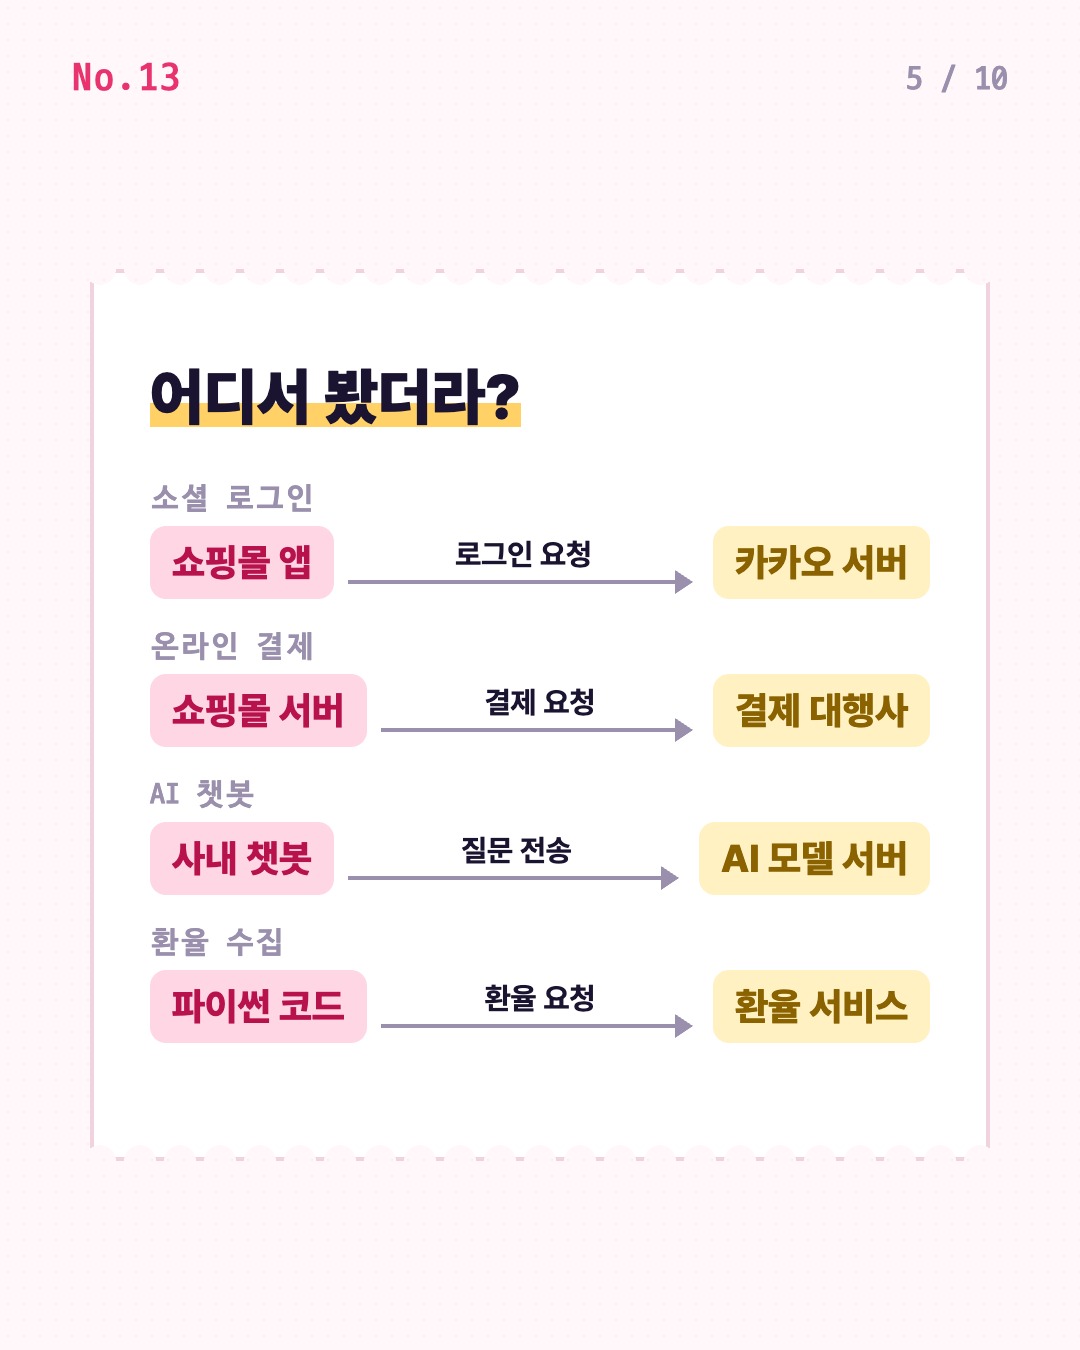 No.13
5 / 10
어디서 봤더라?
소셜 로그인
쇼핑몰 앱
로그인 요청
카카오 서버
온라인 결제
쇼핑몰 서버
결제 요청
결제 대행사
AI 챗봇
사내 챗봇
질문 전송
AI 모델 서버
환율 수집
파이썬 코드
환율 요청
환율 서비스